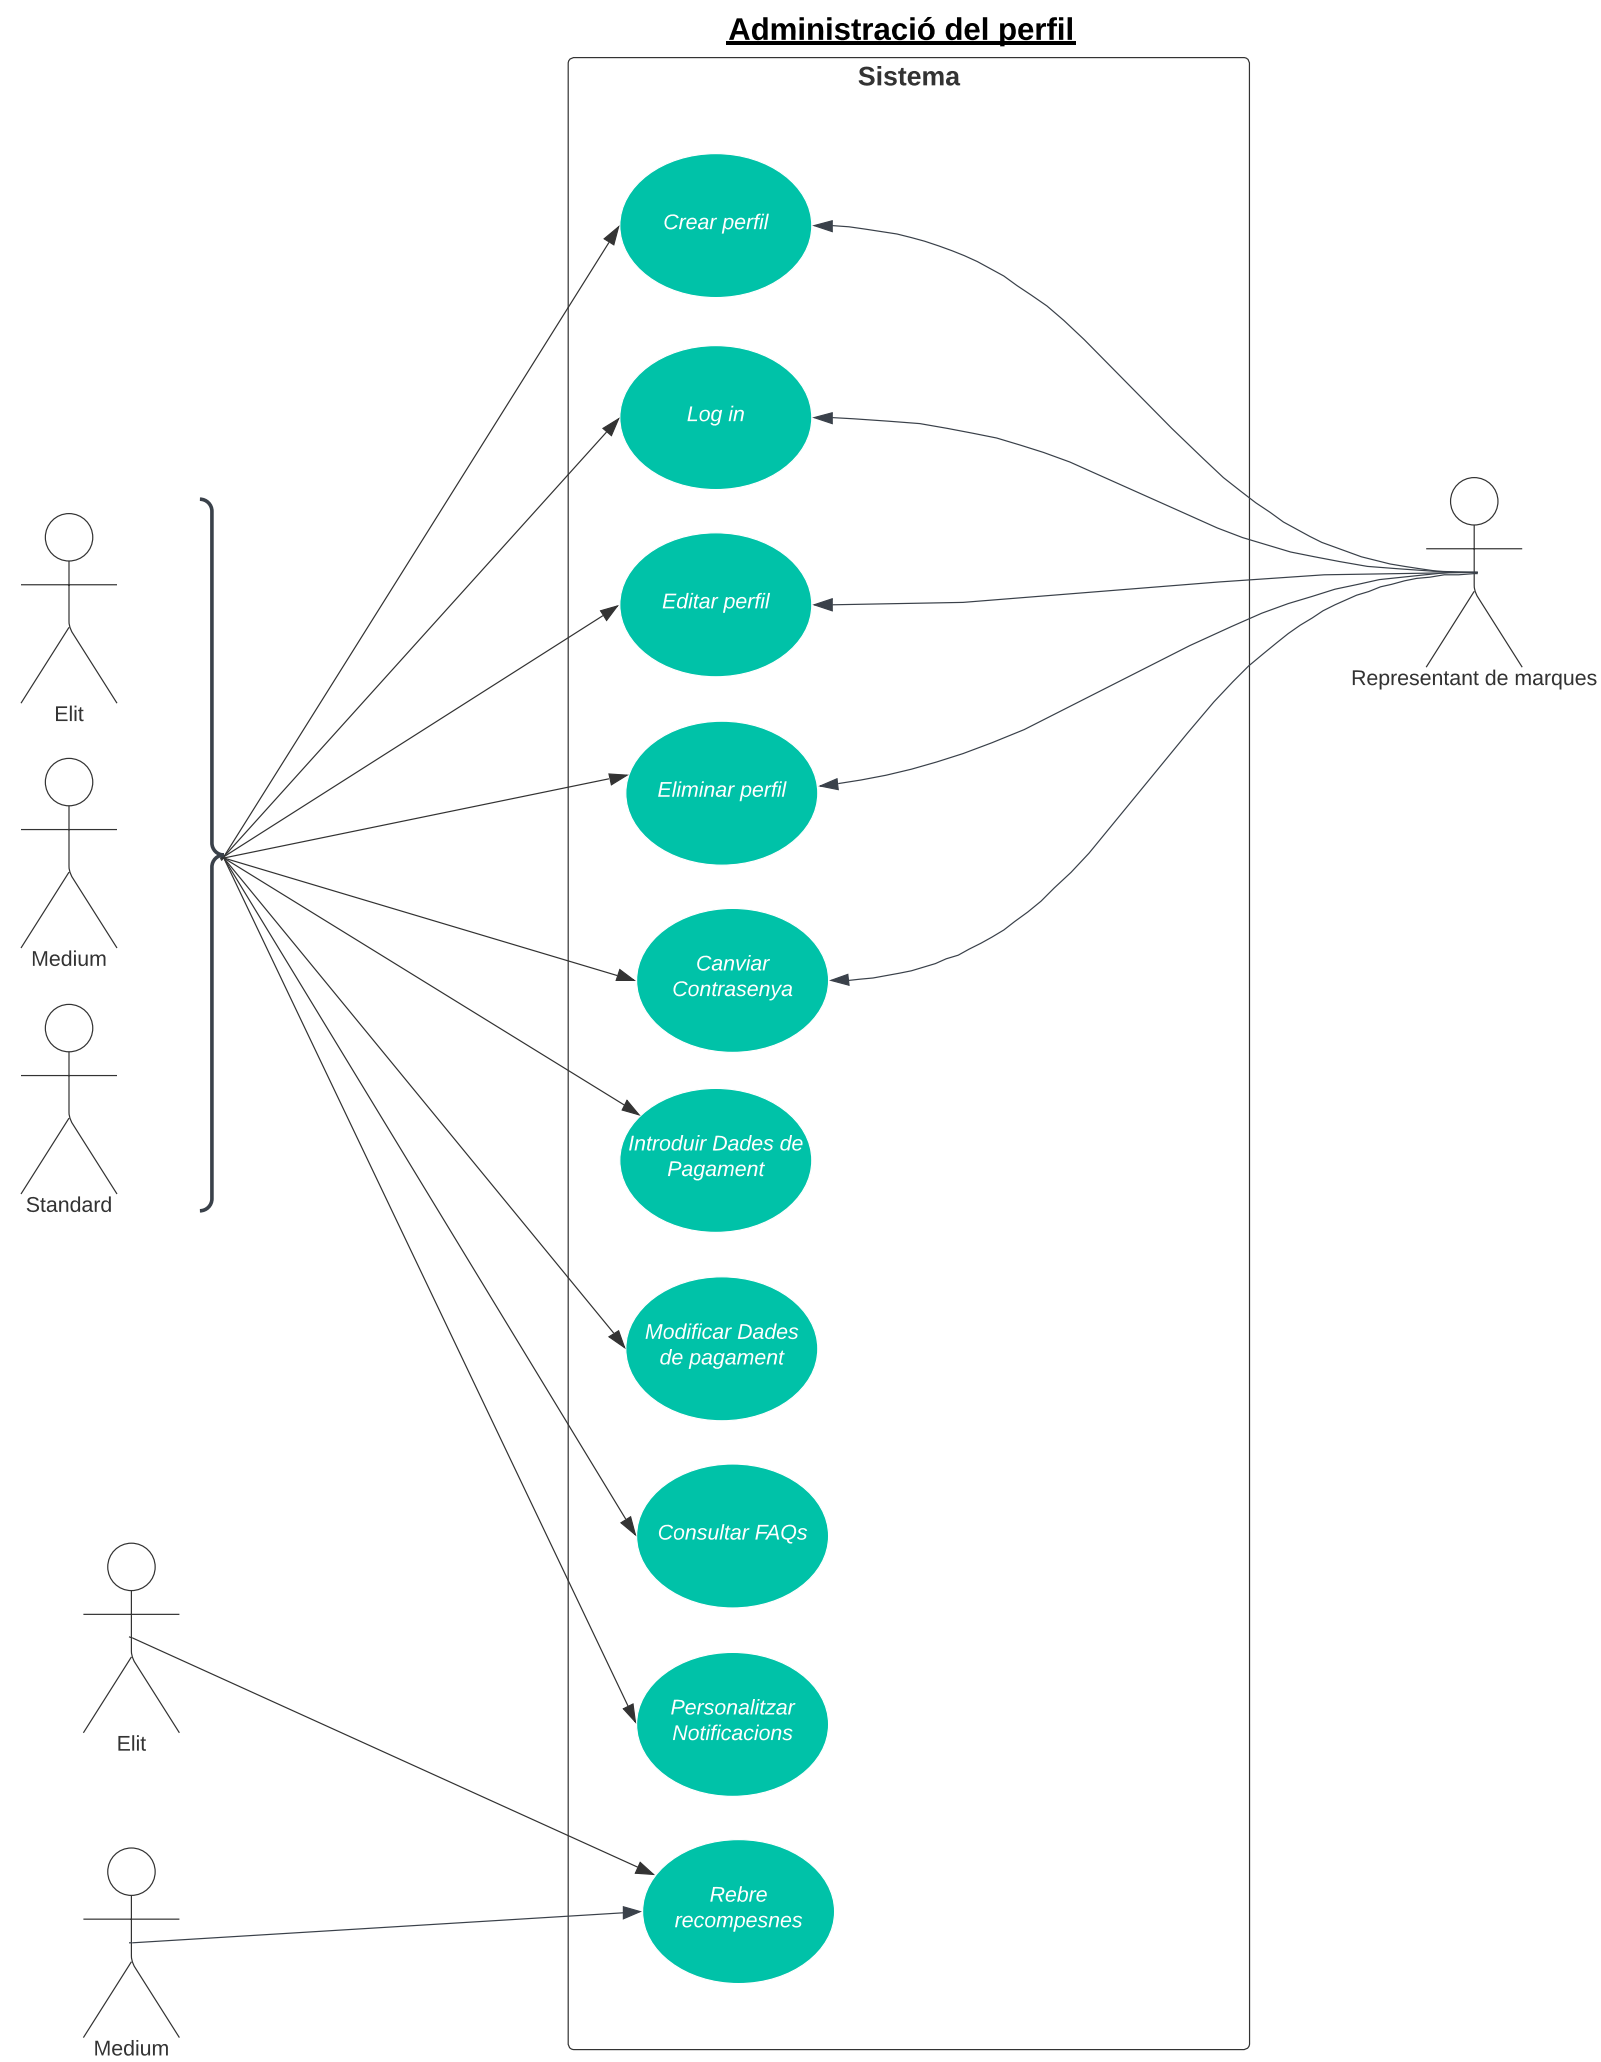 Administració del perfil
Sistema
Crear perfil
Log in
Editar perfil
Representant de marques
Elit
Eliminar perfil
Medium
Canviar
Contrasenya
Introduir Dades de
Pagament
Standard
Modificar Dades
de pagament
Consultar FAQs
Personalitzar
Notificacions
Elit
Rebre
recompesnes
Medium